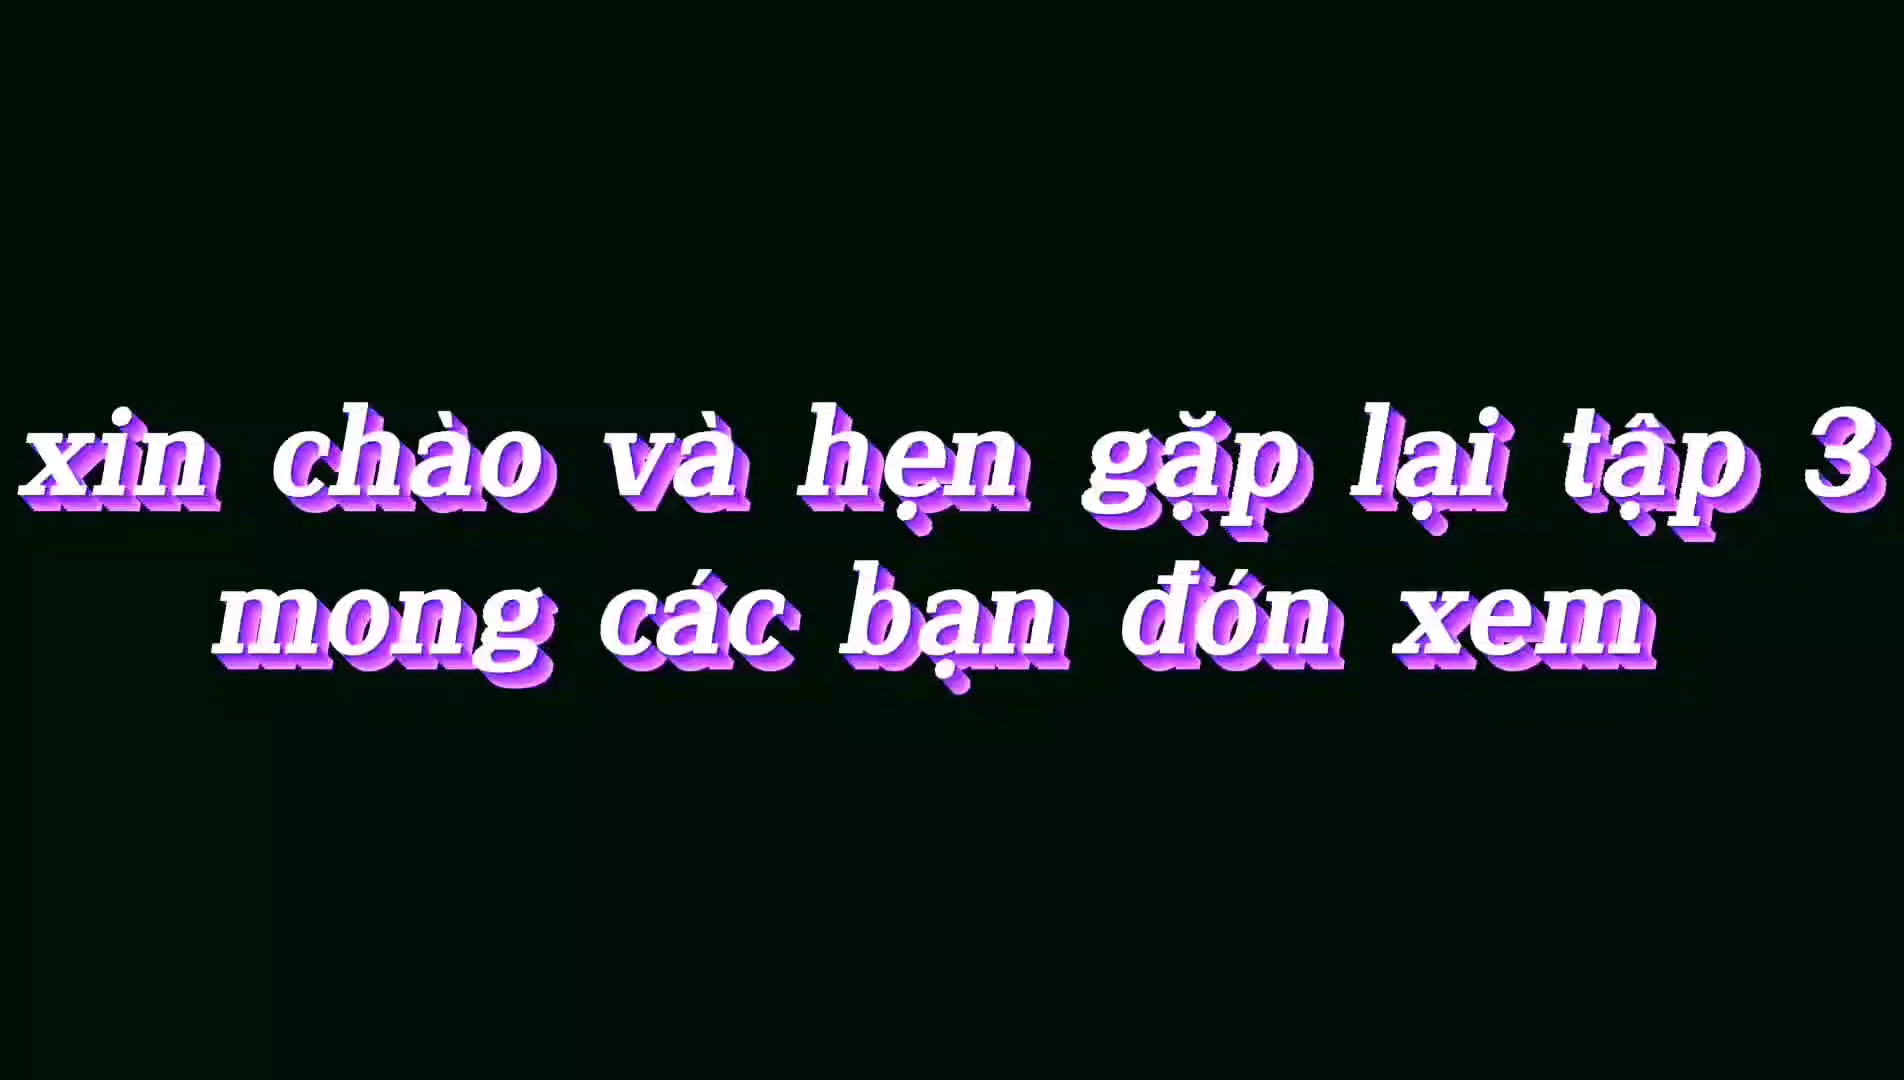 xin chào và hẹn gặp lại tập 3
mong các bạn đón xem